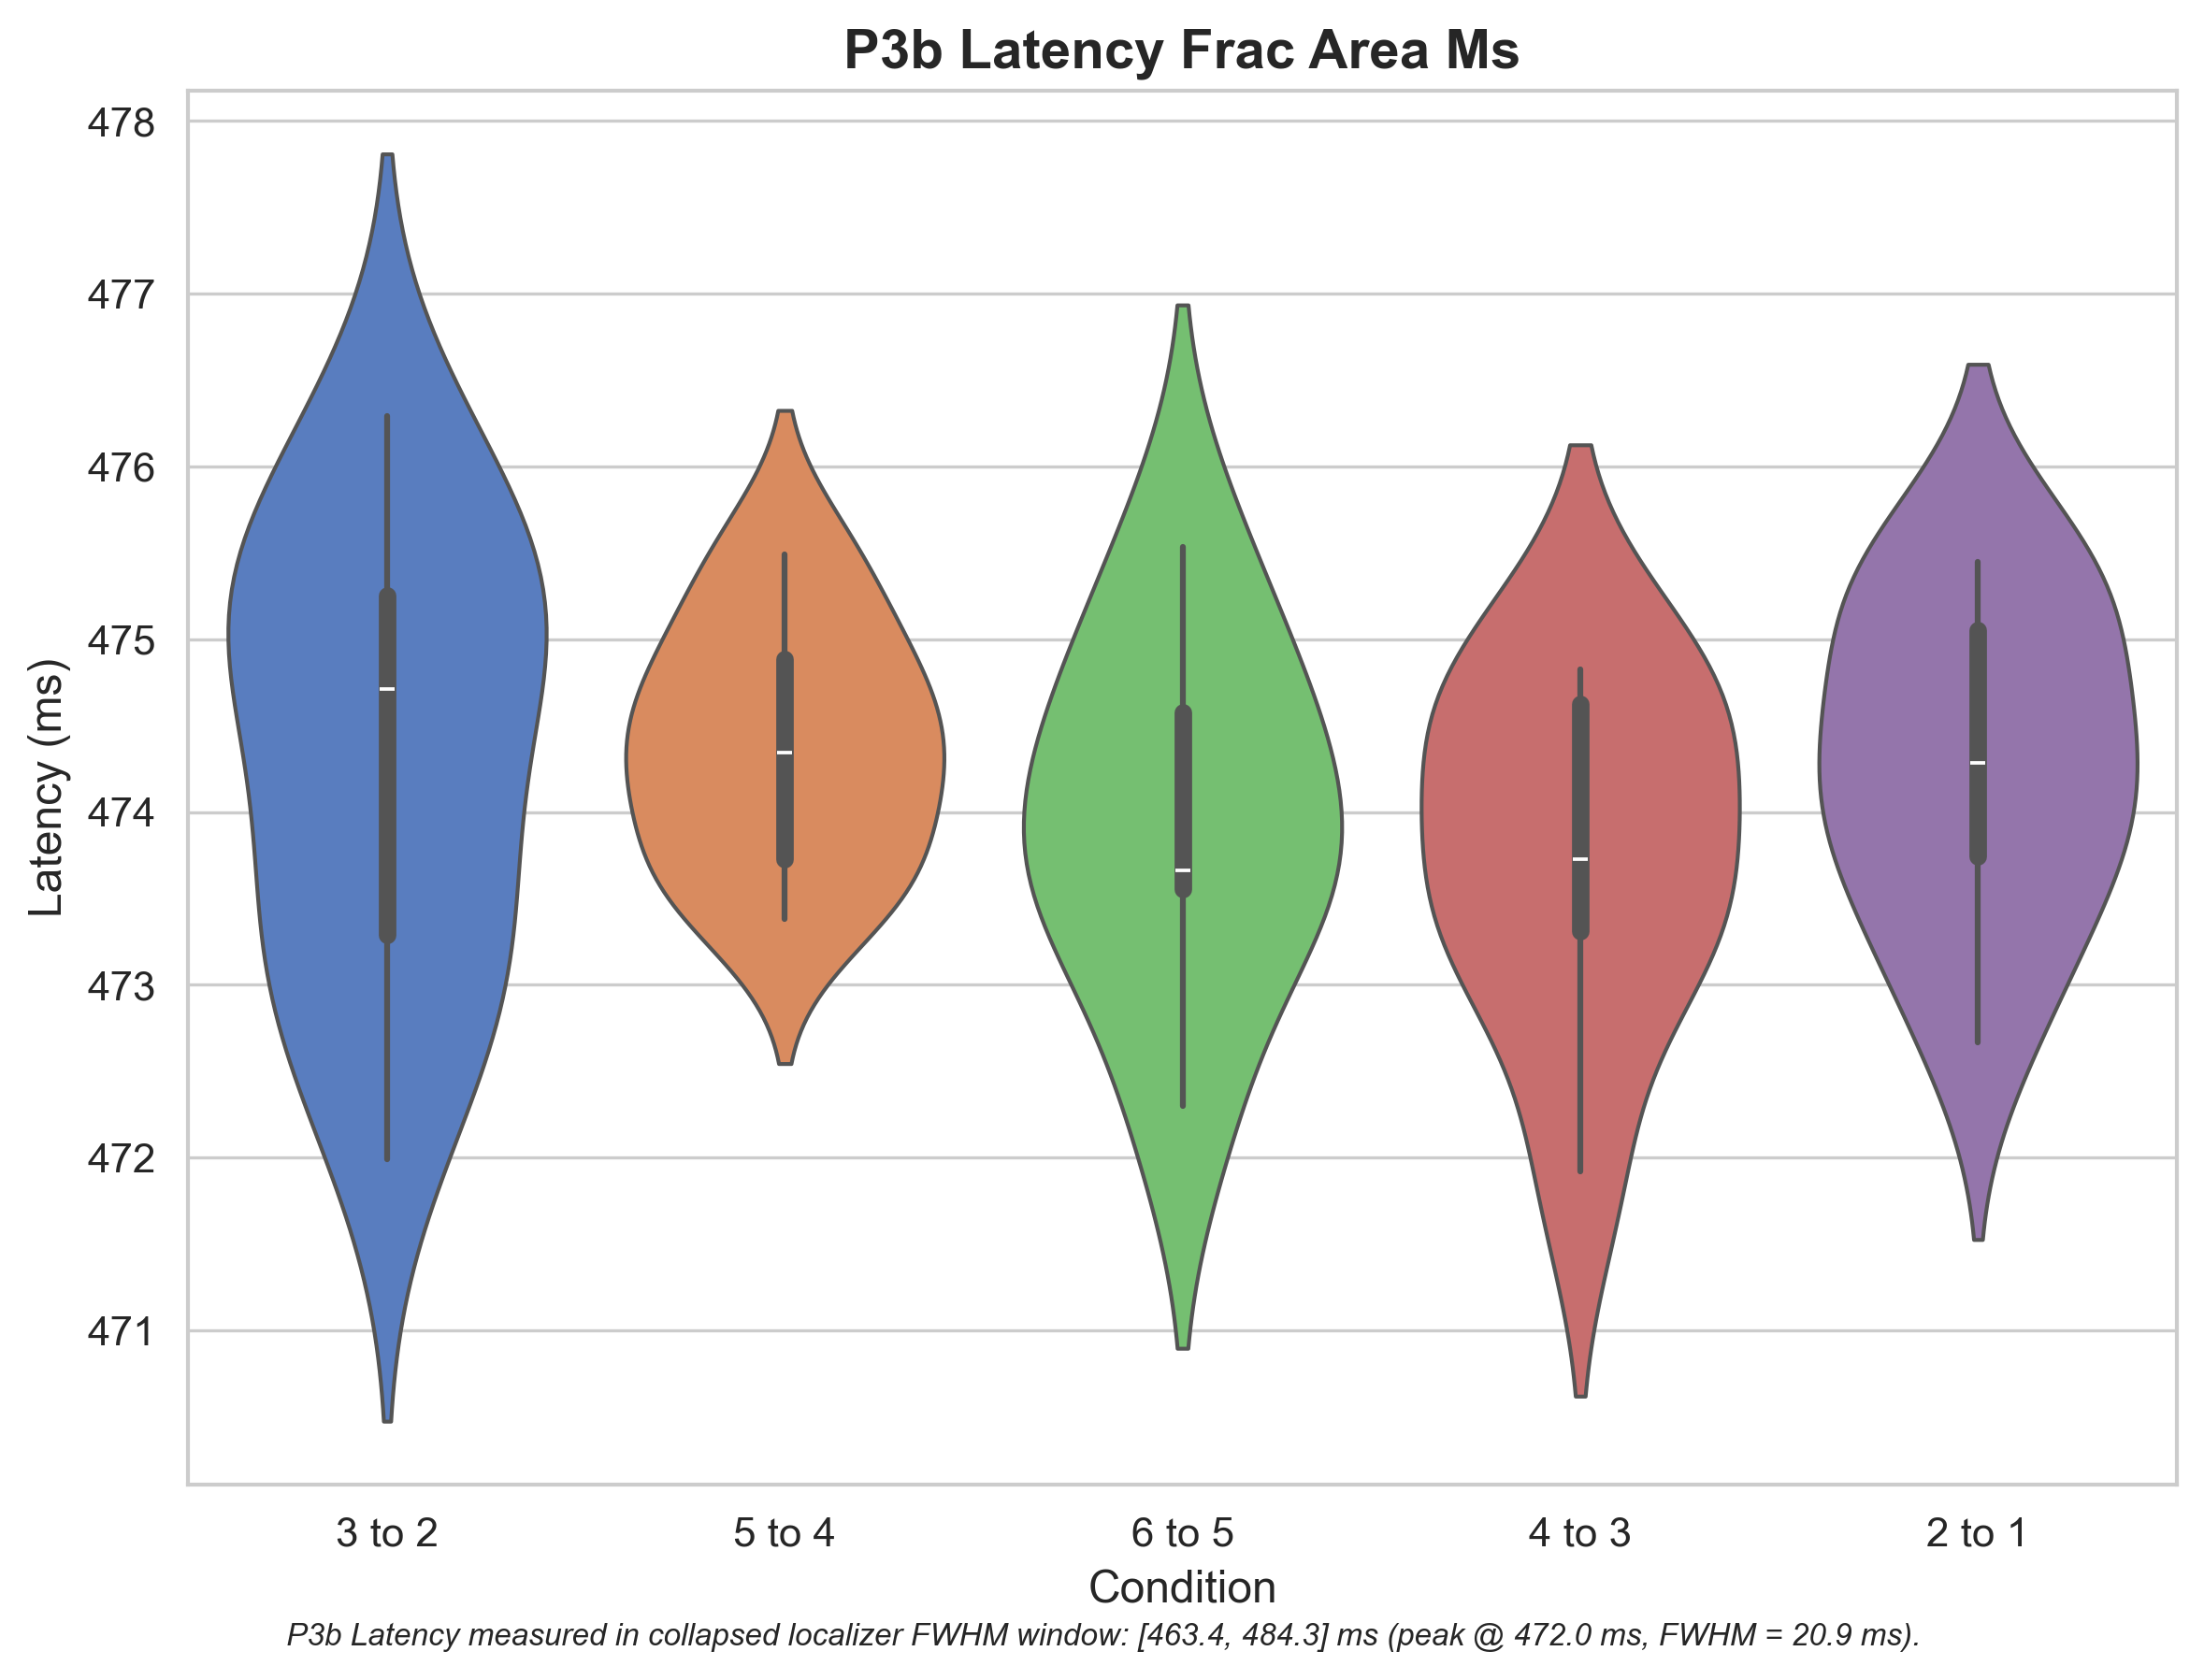 P3b Latency Frac Area Ms
478
477
476
475
474
473
472
471
Latency (ms)
3 to 2
5 to 4
6 to 5
4 to 3
2 to 1
Condition
P3b Latency measured in collapsed localizer FWHM window: [463.4, 484.3] ms (peak @ 472.0 ms, FWHM = 20.9 ms).